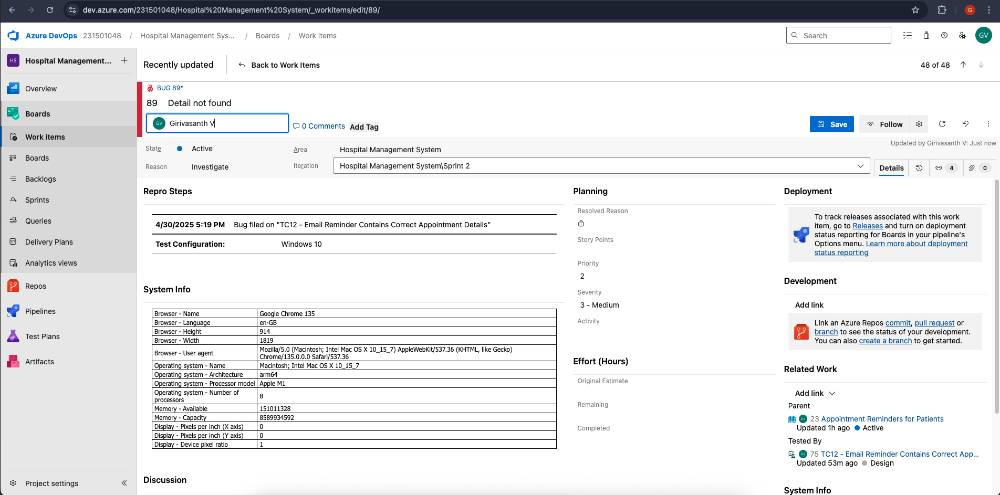 dev.azure.com/231501048/Hospital%20Management%20System/_workitems/edit/89/
G
Azure DevOps 231501048 / Hospital Management Sys... / Boards / Work items
Search
GV
HS Hospital Management... +
Overview
Boards
Work items
Boards
Backlogs
Sprints
Queries
Delivery Plans
Analytics views
Repos
Pipelines
Test Plans
Artifacts
Project settings
Recently updated
Back to Work Items
48 of 48
BUG 89*
89 Detail not found
GV Girivasanth V
0 Comments Add Tag
Save
Follow
State Active
Area Hospital Management System
Updated by Girivasanth V: Just now
Reason Investigate
Iteration Hospital Management System\Sprint 2
Details
4
0
Repro Steps
4/30/2025 5:19 PM Bug filed on "TC12 - Email Reminder Contains Correct Appointment Details"
Test Configuration: Windows 10
System Info
Browser - Name Google Chrome 135
Browser - Language en-GB
Browser - Height 914
Browser - Width 1819
Browser - User agent Mozilla/5.0 (Macintosh; Intel Mac OS X 10_15_7) AppleWebKit/537.36 (KHTML, like Gecko)
Chrome/135.0.0.0 Safari/537.36
Operating system - Name Macintosh; Intel Mac OS X 10_15_7
Operating system - Architecture arm64
Operating system - Processor model Apple M1
Operating system - Number of
processors 8
Memory - Available 151011328
Memory - Capacity 8589934592
Display - Pixels per inch (X axis) 0
Display - Pixels per inch (Y axis) 0
Display - Device pixel ratio 1
Discussion
Planning
Resolved Reason
Story Points
Priority
2
Severity
3 - Medium
Activity
Effort (Hours)
Original Estimate
Remaining
Completed
Deployment
To track releases associated with this work
item, go to Releases and turn on deployment
status reporting for Boards in your pipeline's
Options menu. Learn more about deployment
status reporting
Development
Add link
Link an Azure Repos commit, pull request or
branch to see the status of your development.
You can also create a branch to get started.
Related Work
Add link
Parent
GV 23 Appointment Reminders for Patients
Updated 1h ago Active
Tested By
GV 75 TC12 - Email Reminder Contains Correct App...
Updated 53m ago Design
System Info